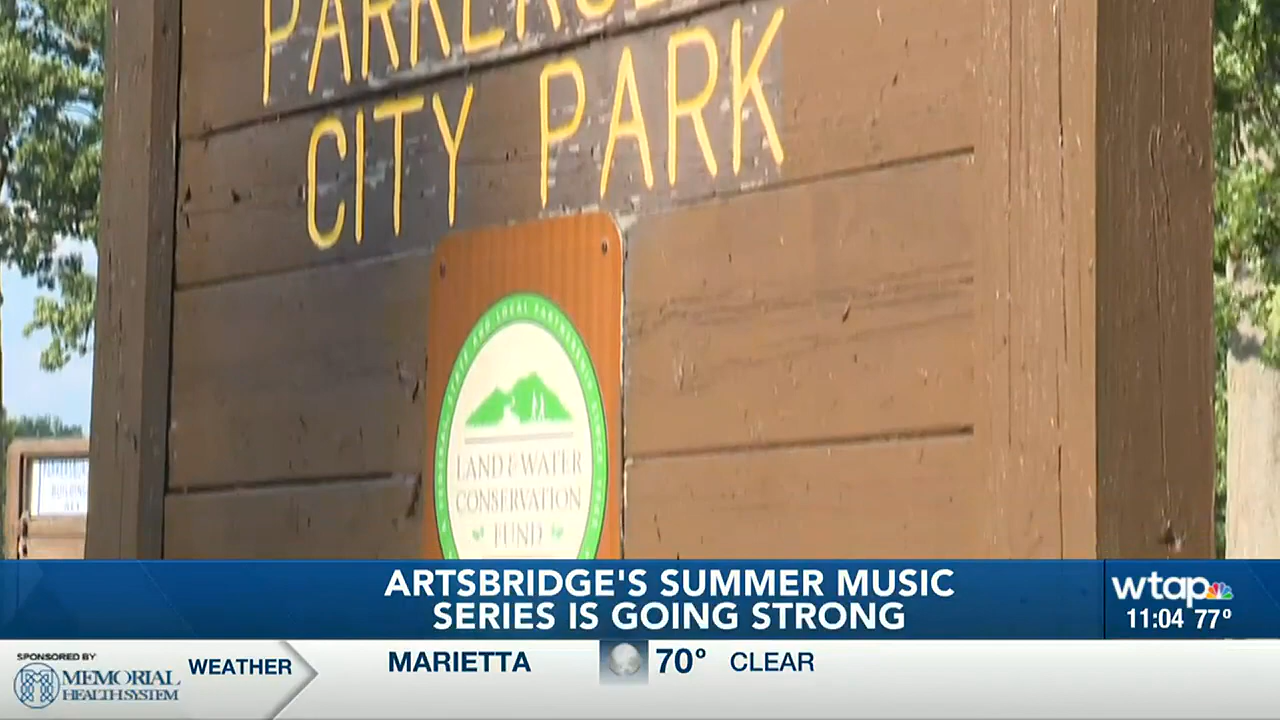 CITY PARK
LAND & WATER
CONSERVATION
FUND
BUILDING
ARTSBRIDGE'S SUMMER MUSIC
SERIES IS GOING STRONG
wtap
11:04 77°
SPONSORED BY
MEMORIAL
HEALTH SYSTEM
WEATHER
MARIETTA
70° CLEAR